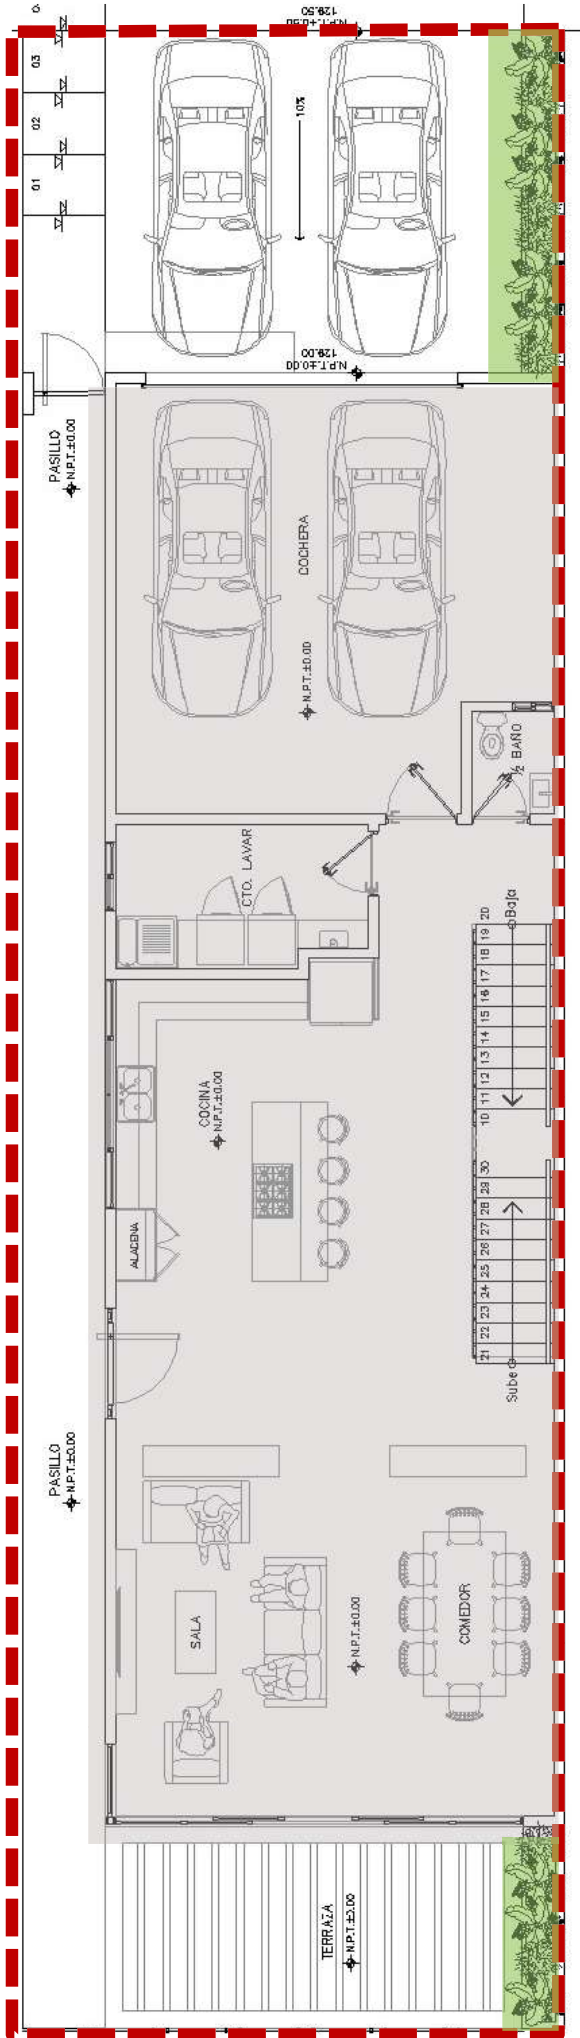 129.50
N.P.T.+0.50
03
02
01
10%
129.00
N.P.T.±0.00
PASILLO
N.P.T.±0.00
COCHERA
N.P.T.±0.00
½ BAÑO
CTO. LAVAR
20
19
18
17
16
15
14
13
12
11
10
Baja
COCINA
N.P.T.±0.00
ALACENA
30
29
28
27
26
25
24
23
22
21
Sube
PASILLO
N.P.T.±0.00
SALA
N.P.T.±0.00
COMEDOR
TERRAZA
N.P.T.±0.00